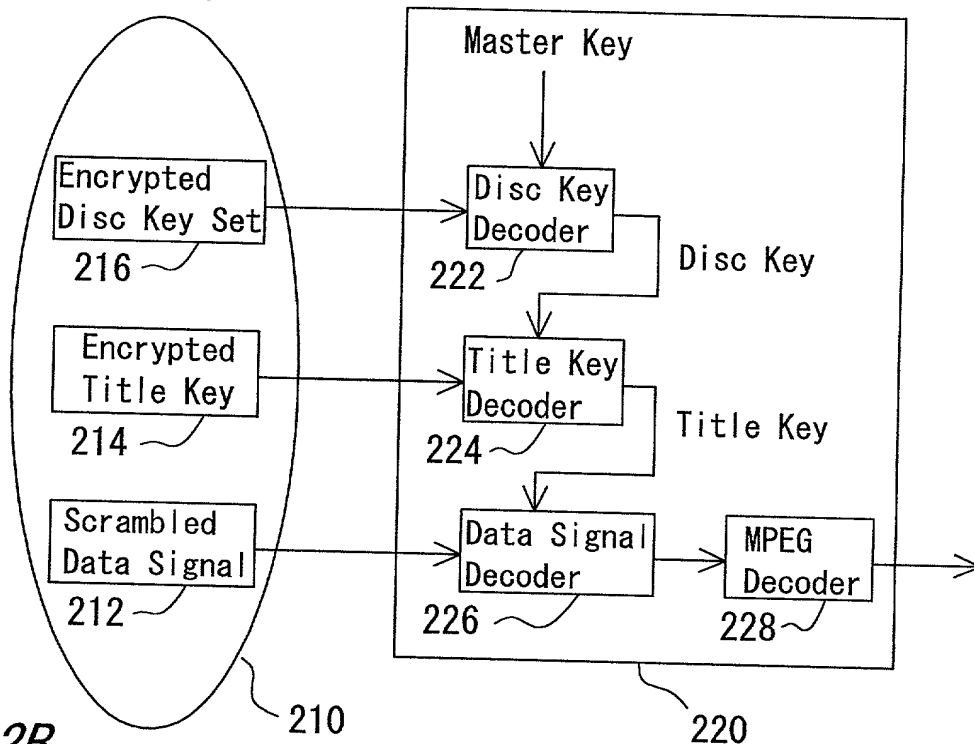 Master Key
Encrypted
Disc Key Set
216
Disc Key
Decoder
222
Disc Key
Encrypted
Title Key
214
Title Key
Decoder
224
Title Key
Scrambled
Data Signal
212
Data Signal
Decoder
226
MPEG
Decoder
228
210
220